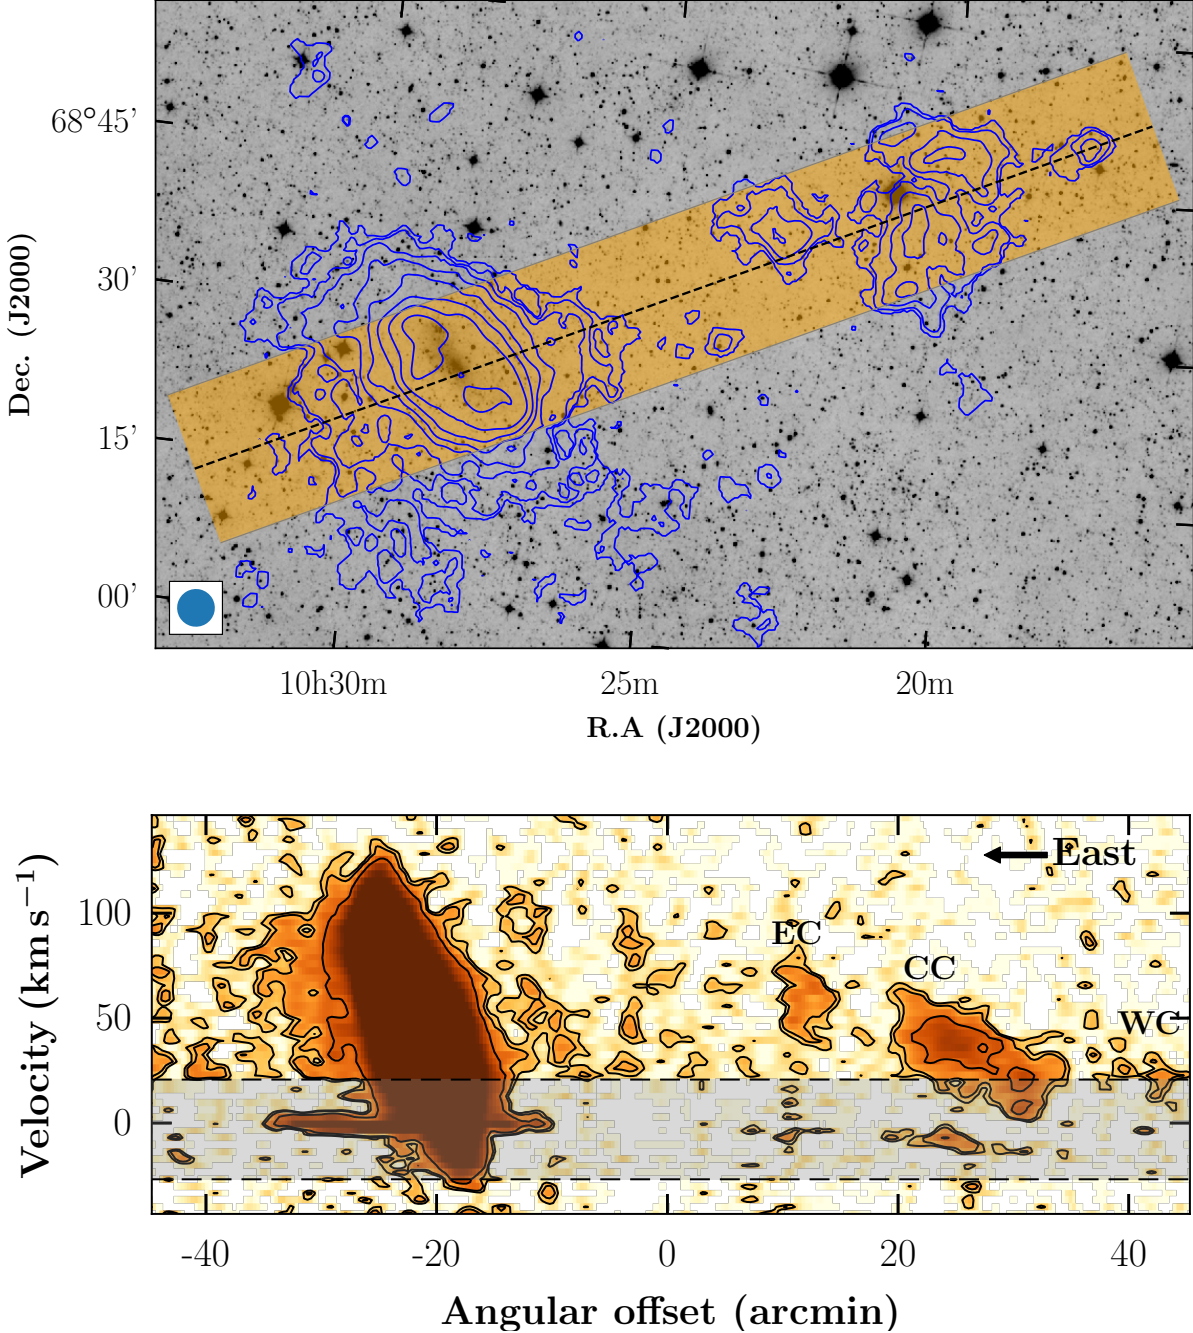 68°45'
30'
15'
00'
Dec. (J2000)
10h30m 25m 20m
R.A (J2000)
East
EC
CC
WC
100
50
0
Velocity (km s⁻¹)
-40 -20 0 20 40
Angular offset (arcmin)